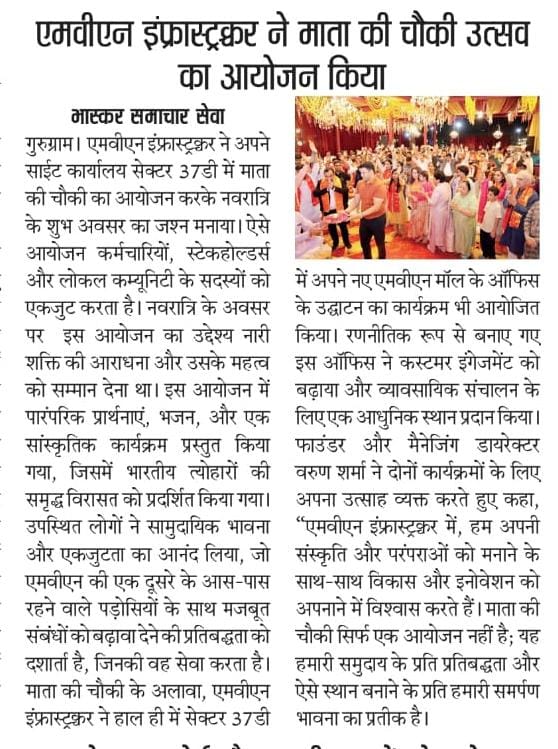 एमवीएन इंफ्रास्ट्रक्चर ने माता की चौकी उत्सव
का आयोजन किया
भास्कर समाचार सेवा
गुरुग्राम। एमवीएन इंफ्रास्ट्रक्चर ने अपने
साईट कार्यालय सेक्टर 37डी में माता
की चौकी का आयोजन करके नवरात्रि
के शुभ अवसर का जश्न मनाया। ऐसे
आयोजन कर्मचारियों, स्टेकहोल्डर्स
और लोकल कम्यूनिटी के सदस्यों को
एकजुट करता है। नवरात्रि के अवसर
पर इस आयोजन का उद्देश्य नारी
शक्ति की आराधना और उसके महत्व
को सम्मान देना था। इस आयोजन में
पारंपरिक प्रार्थनाएं, भजन, और एक
सांस्कृतिक कार्यक्रम प्रस्तुत किया
गया, जिसमें भारतीय त्योहारों की
समृद्ध विरासत को प्रदर्शित किया गया।
उपस्थित लोगों ने सामुदायिक भावना
और एकजुटता का आनंद लिया, जो
एमवीएन की एक दूसरे के आस-पास
रहने वाले पड़ोसियों के साथ मजबूत
संबंधों को बढ़ावा देने की प्रतिबद्धता को
दर्शाता है, जिनकी वह सेवा करता है।
माता की चौकी के अलावा, एमवीएन
इंफ्रास्ट्रक्चर ने हाल ही में सेक्टर 37डी
में अपने नए एमवीएन मॉल के ऑफिस
के उद्घाटन का कार्यक्रम भी आयोजित
किया। रणनीतिक रूप से बनाए गए
इस ऑफिस ने कस्टमर इंगेजमेंट को
बढ़ाया और व्यावसायिक संचालन के
लिए एक आधुनिक स्थान प्रदान किया।
फाउंडर और मैनेजिंग डायरेक्टर
वरुण शर्मा ने दोनों कार्यक्रमों के लिए
अपना उत्साह व्यक्त करते हुए कहा,
“एमवीएन इंफ्रास्ट्रक्चर में, हम अपनी
संस्कृति और परंपराओं को मनाने के
साथ-साथ विकास और इनोवेशन को
अपनाने में विश्वास करते हैं। माता की
चौकी सिर्फ एक आयोजन नहीं है; यह
हमारी समुदाय के प्रति प्रतिबद्धता और
ऐसे स्थान बनाने के प्रति हमारी समर्पण
भावना का प्रतीक है।